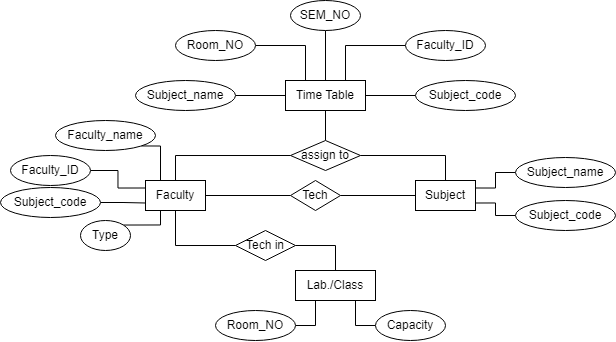 SEM_NO
Room_NO
Faculty_ID
Subject_name
Time Table
Subject_code
Faculty_name
assign to
Faculty_ID
Subject_name
Subject_code
Faculty
Tech
Subject
Subject_code
Type
Tech in
Lab./Class
Room_NO
Capacity